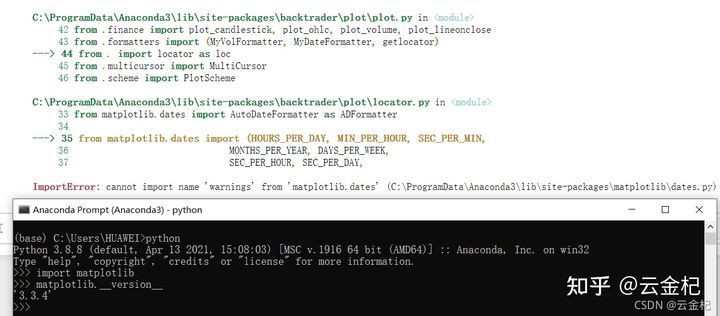 C:\ProgramData\Anaconda3\lib\site-packages\backtrader\plot\plot.py in <module>
42 from .finance import plot_candlestick, plot_ohlc, plot_volume, plot_lineonclose
43 from .formatters import (MyVolFormatter, MyDateFormatter, getlocator)
---> 44 from . import locator as loc
45 from .multicursor import MultiCursor
46 from .scheme import PlotScheme
C:\ProgramData\Anaconda3\lib\site-packages\backtrader\plot\locator.py in <module>
33 from matplotlib.dates import AutoDateFormatter as ADFormatter
34
---> 35 from matplotlib.dates import (HOURS_PER_DAY, MIN_PER_HOUR, SEC_PER_MIN,
36 MONTHS_PER_YEAR, DAYS_PER_WEEK,
37 SEC_PER_HOUR, SEC_PER_DAY,
ImportError: cannot import name 'warnings' from 'matplotlib.dates' (C:\ProgramData\Anaconda3\lib\site-packages\matplotlib\dates.py)
Anaconda Prompt (Anaconda3) - python
(base) C:\Users\HUAWEI>python
Python 3.8.8 (default, Apr 13 2021, 15:08:03) [MSC v.1916 64 bit (AMD64)] :: Anaconda, Inc. on win32
Type "help", "copyright", "credits" or "license" for more information.
>>> import matplotlib
>>> matplotlib.__version__
'3.3.4'
>>>
知乎 @云金杞
CSDN @云金杞